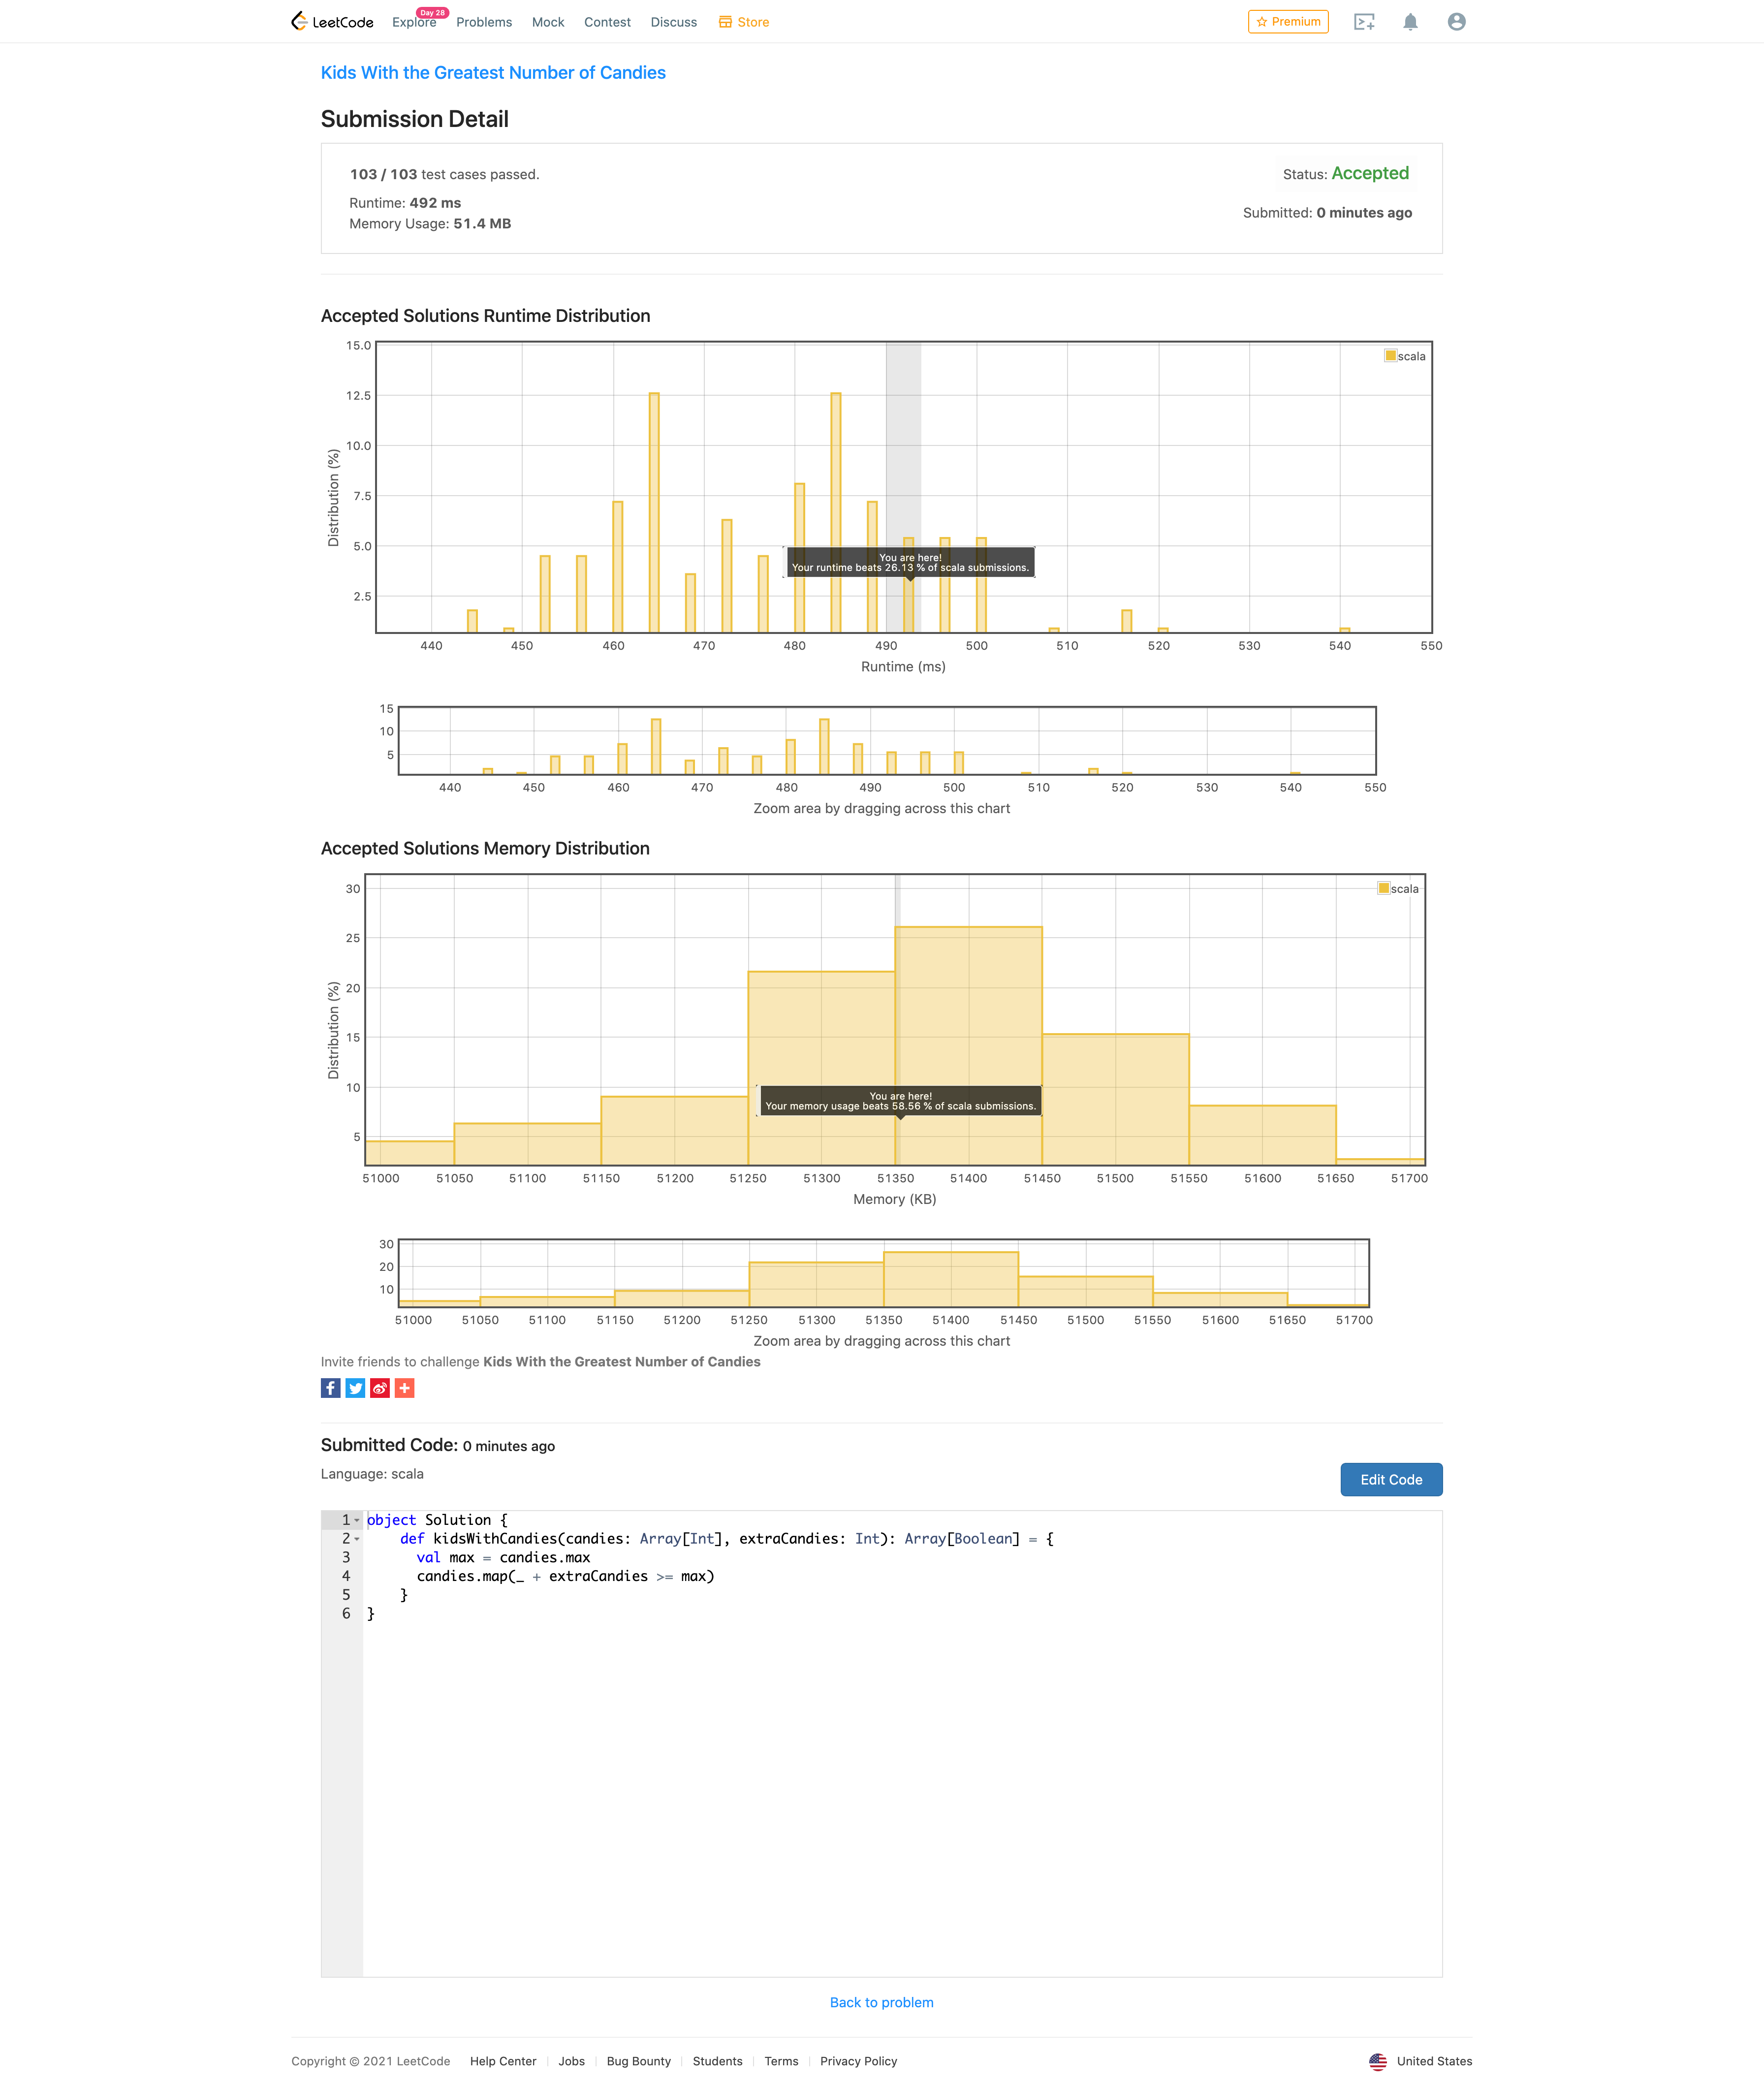 LeetCode Explore Day 28 Problems Mock Contest Discuss Store Premium
Kids With the Greatest Number of Candies
Submission Detail
103 / 103 test cases passed.
Status: Accepted
Runtime: 492 ms
Submitted: 0 minutes ago
Memory Usage: 51.4 MB
Accepted Solutions Runtime Distribution
15.0
scala
12.5
10.0
7.5
5.0
2.5
Distribution (%)
You are here!
Your runtime beats 26.13 % of scala submissions.
440 450 460 470 480 490 500 510 520 530 540 550
Runtime (ms)
15
10
5
440 450 460 470 480 490 500 510 520 530 540 550
Zoom area by dragging across this chart
Accepted Solutions Memory Distribution
30
scala
25
20
15
10
5
Distribution (%)
You are here!
Your memory usage beats 58.56 % of scala submissions.
51000 51050 51100 51150 51200 51250 51300 51350 51400 51450 51500 51550 51600 51650 51700
Memory (KB)
30
20
10
51000 51050 51100 51150 51200 51250 51300 51350 51400 51450 51500 51550 51600 51650 51700
Zoom area by dragging across this chart
Invite friends to challenge Kids With the Greatest Number of Candies
Submitted Code: 0 minutes ago
Language: scala
Edit Code
1 object Solution {
2     def kidsWithCandies(candies: Array[Int], extraCandies: Int): Array[Boolean] = {
3       val max = candies.max
4       candies.map(_ + extraCandies >= max)
5     }
6 }
Back to problem
Copyright © 2021 LeetCode Help Center Jobs Bug Bounty Students Terms Privacy Policy United States